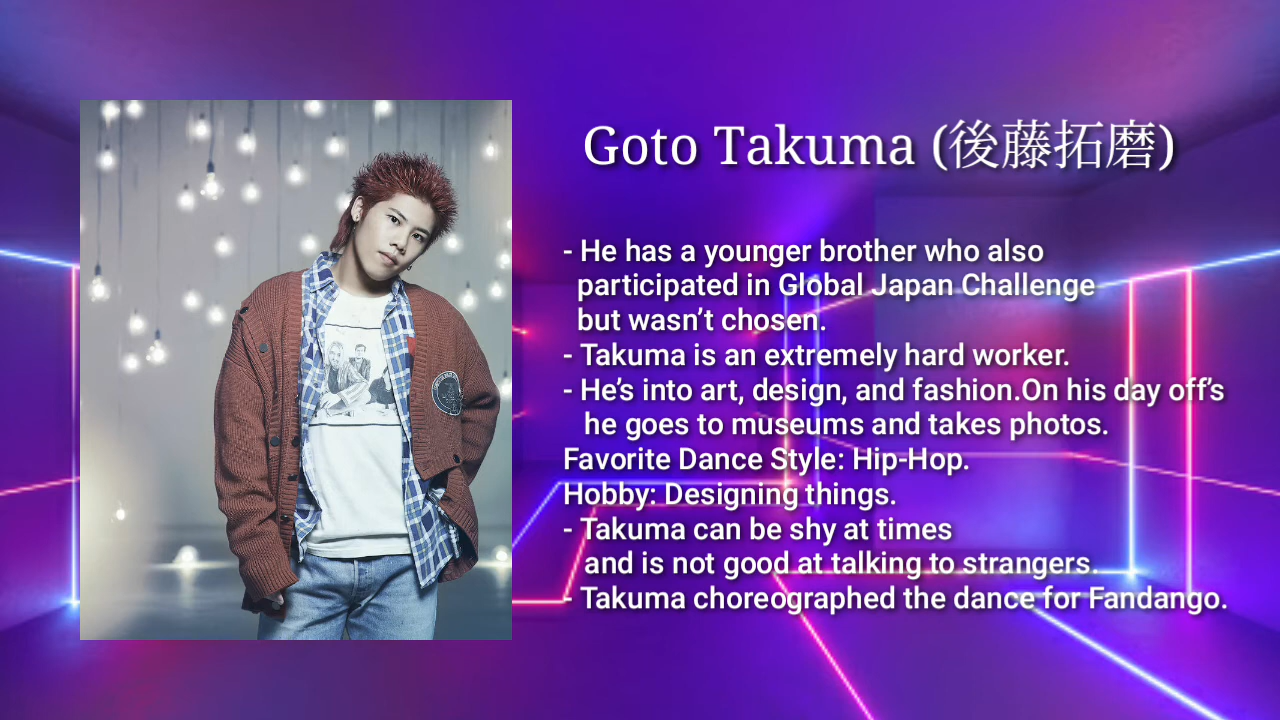 Goto Takuma (後藤拓磨)
- He has a younger brother who also
participated in Global Japan Challenge
but wasn’t chosen.
- Takuma is an extremely hard worker.
- He’s into art, design, and fashion.On his day off’s
he goes to museums and takes photos.
Favorite Dance Style: Hip-Hop.
Hobby: Designing things.
- Takuma can be shy at times
and is not good at talking to strangers.
- Takuma choreographed the dance for Fandango.